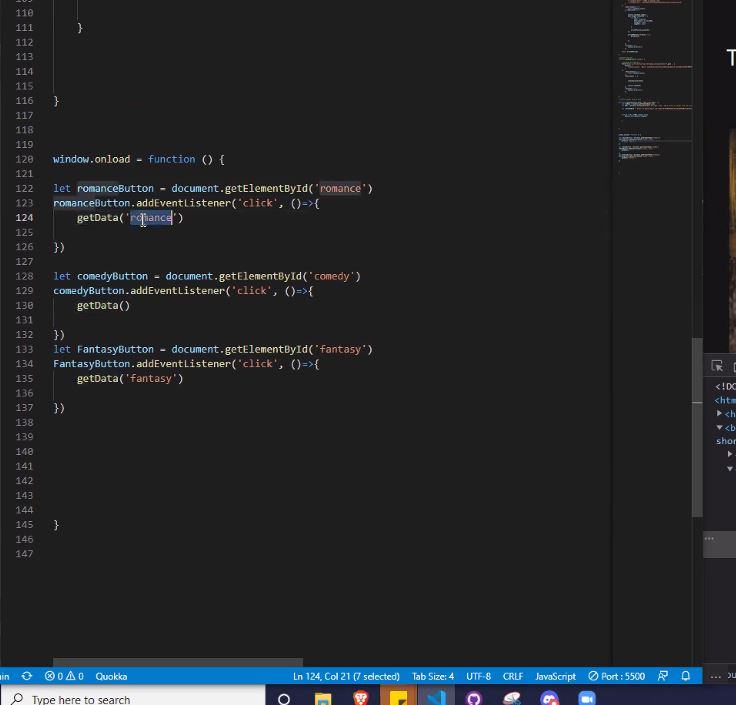 110
111 }
112
113
114
115
116 }
117
118
119
120 window.onload = function () {
121
122 let romanceButton = document.getElementById('romance')
123 romanceButton.addEventListener('click', ()=>{
124 getData('romance')
125
126 })
127
128 let comedyButton = document.getElementById('comedy')
129 comedyButton.addEventListener('click', ()=>{
130 getData()
131
132 })
133 let FantasyButton = document.getElementById('fantasy')
134 FantasyButton.addEventListener('click', ()=>{
135 getData('fantasy')
136
137 })
138
139
140
141
142
143
144
145 }
146
147
T
<!DO
<htm
<h
<b
shor
in 0 0 Quokka Ln 124, Col 21 (7 selected) Tab Size: 4 UTF-8 CRLF JavaScript Port : 5500
Type here to search